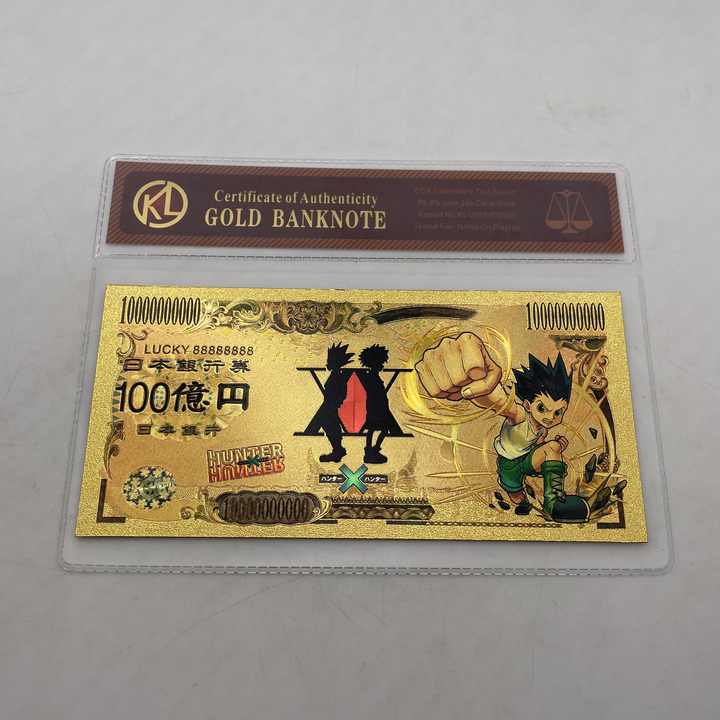 KL
Certificate of Authenticity
GOLD BANKNOTE
10000000000
10000000000
LUCKY 88888888
日本銀行券
100億円
日本銀行
HUNTER
X
HUNTER
ハンター
ハンター
10000000000